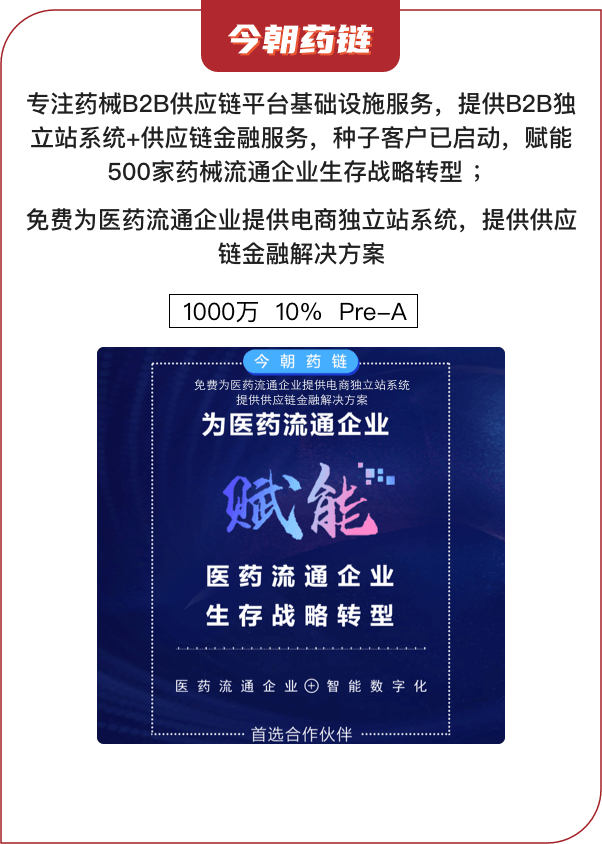 今朝药链
专注药械B2B供应链平台基础设施服务，提供B2B独
立站系统+供应链金融服务，种子客户已启动，赋能
500家药械流通企业生存战略转型 ；
免费为医药流通企业提供电商独立站系统，提供供应
链金融解决方案
1000万 10% Pre-A
今朝药链
免费为医药流通企业提供电商独立站系统
提供供应链金融解决方案
为医药流通企业
赋能
医药流通企业
生存战略转型
医药流通企业⊕智能数字化
首选合作伙伴